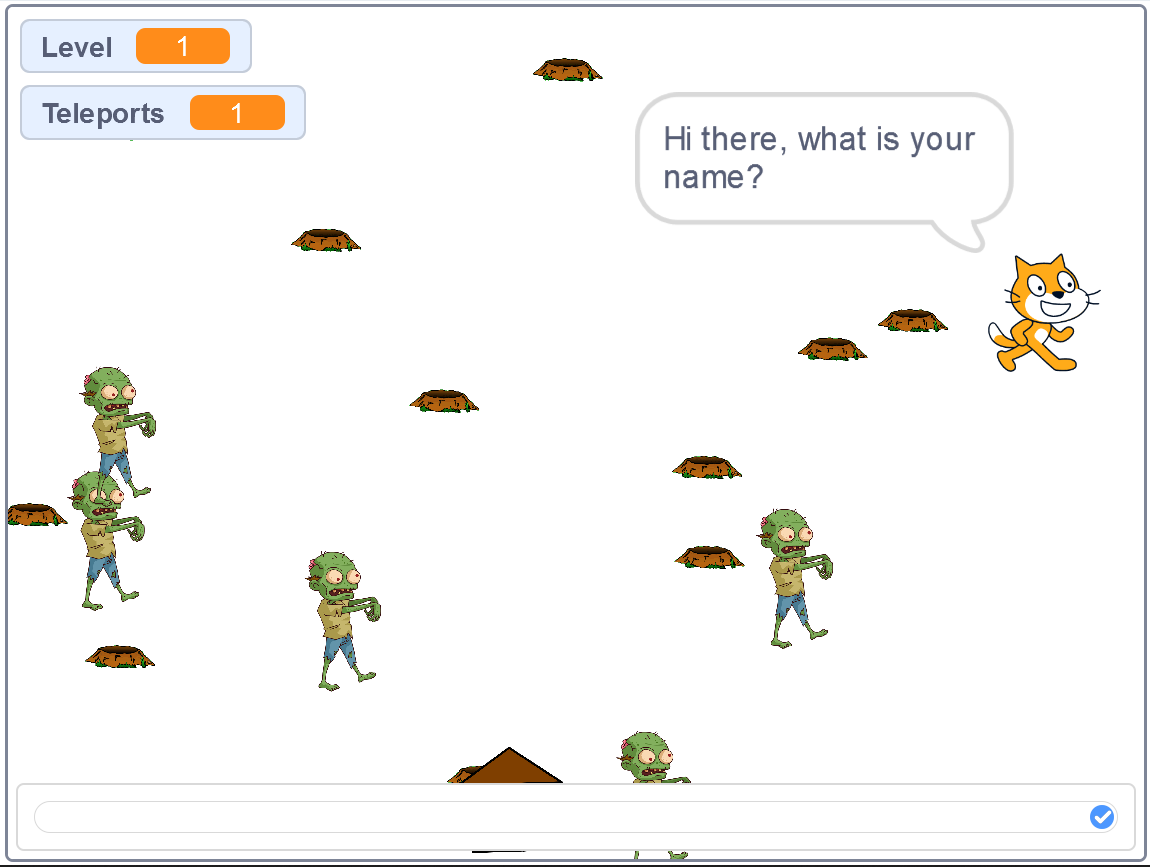 Level 1
Teleports 1
Hi there, what is your
name?